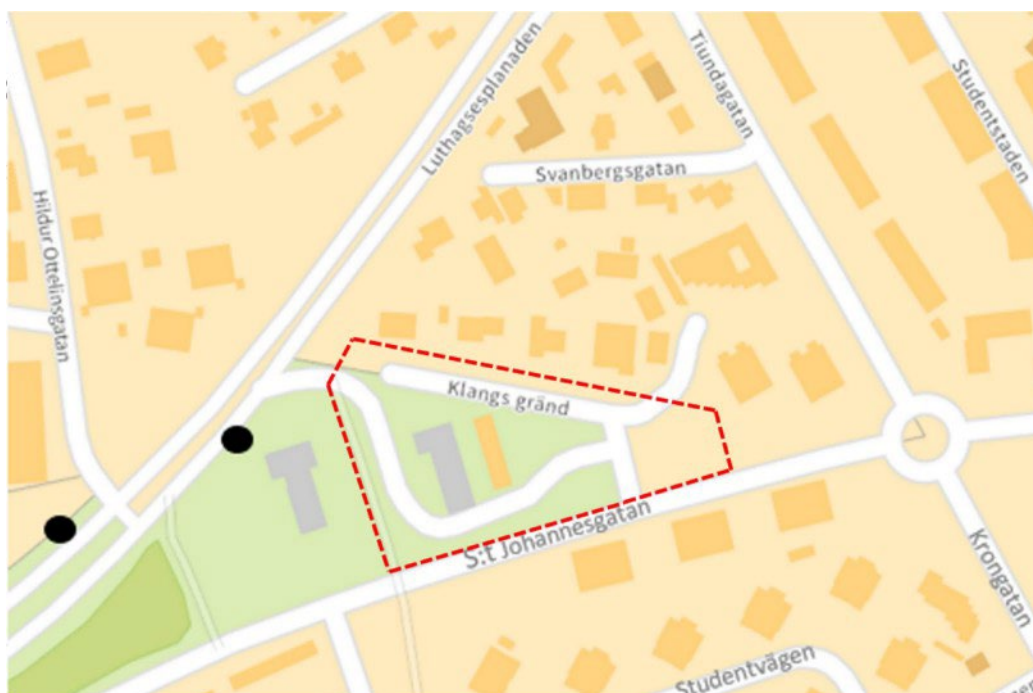 Luthagsesplanaden
Tiundagatan
Studentstaden
Svanbergsgatan
Hildur Ottelinsgatan
Klangs gränd
S:t Johannesgatan
Krongatan
Studentvägen